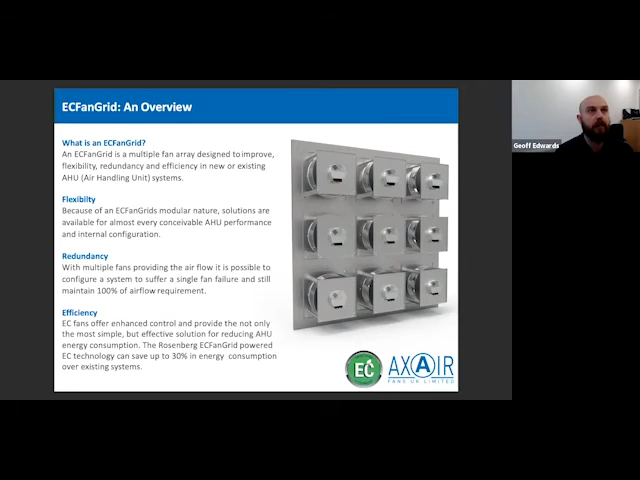 ECFanGrid: An Overview
What is an ECFanGrid?
An ECFanGrid is a multiple fan array designed to improve,
flexibility, redundancy and efficiency in new or existing
AHU (Air Handling Unit) systems.
Flexibilty
Because of an ECFanGrids modular nature, solutions are
available for almost every conceivable AHU performance
and internal configuration.
Redundancy
With multiple fans providing the air flow it is possible to
configure a system to suffer a single fan failure and still
maintain 100% of airflow requirement.
Efficiency
EC fans offer enhanced control and provide the not only
the most simple, but effective solution for reducing AHU
energy consumption. The Rosenberg ECFanGrid powered
EC technology can save up to 30% in energy consumption
over existing systems.
EC
AXAIR
FANS UK LIMITED
Geoff Edwards